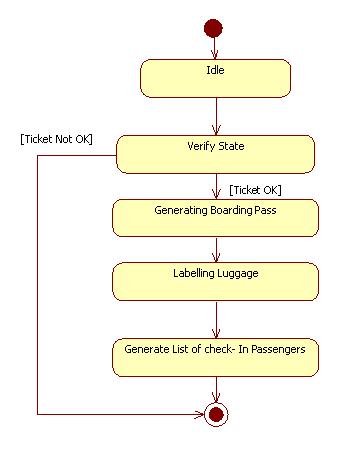 Idle
[Ticket Not OK]
Verify State
[Ticket OK]
Generating Boarding Pass
Labelling Luggage
Generate List of check- In Passengers